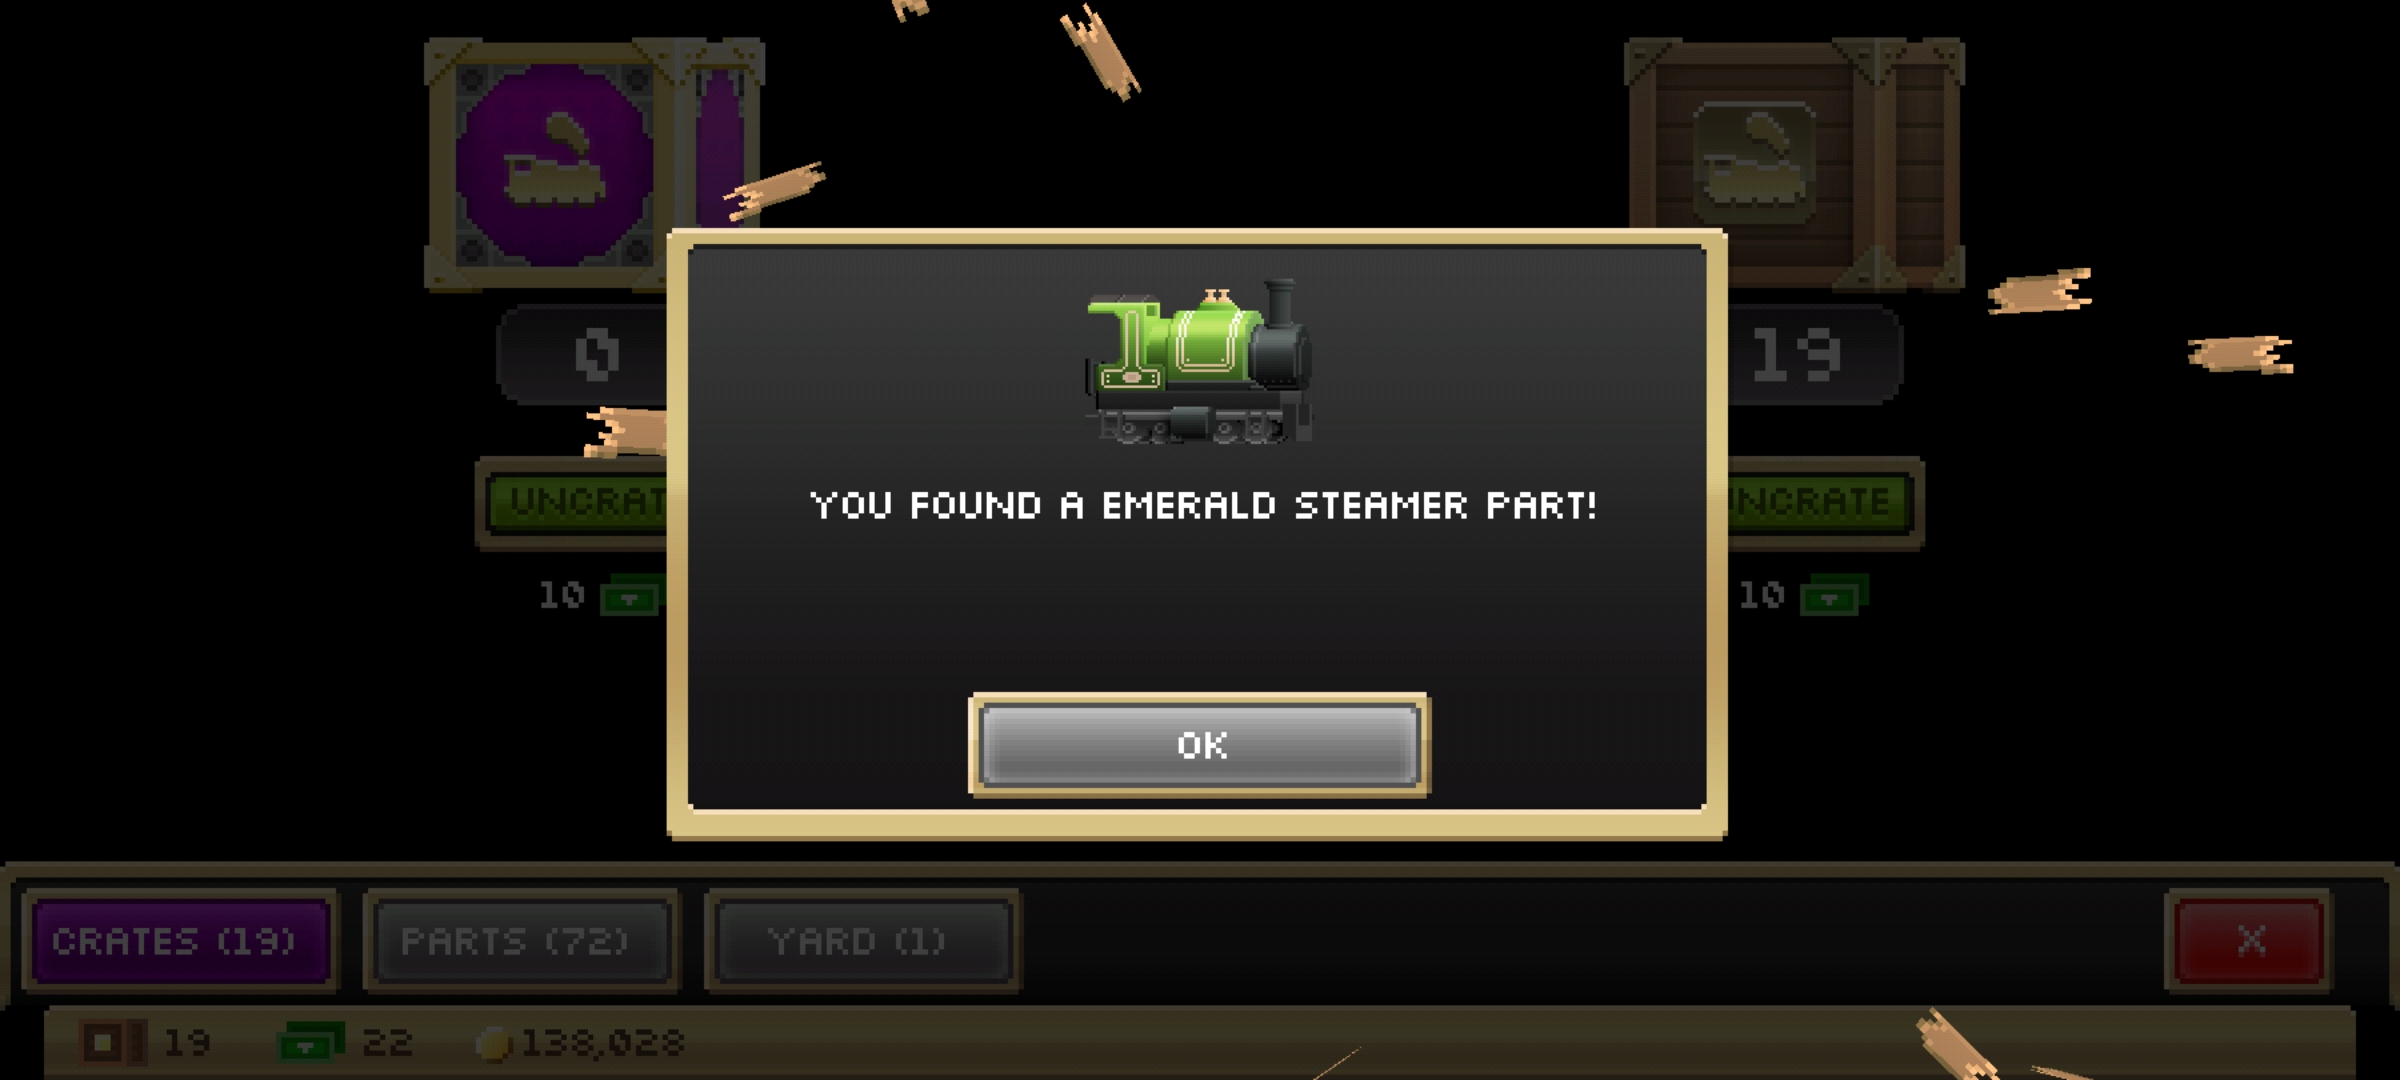 0
19
YOU FOUND A EMERALD STEAMER PART!
UNCRAT
NCRATE
10
10
OK
CRATES (19)
PARTS (72)
YARD (1)
X
19
22
138,028